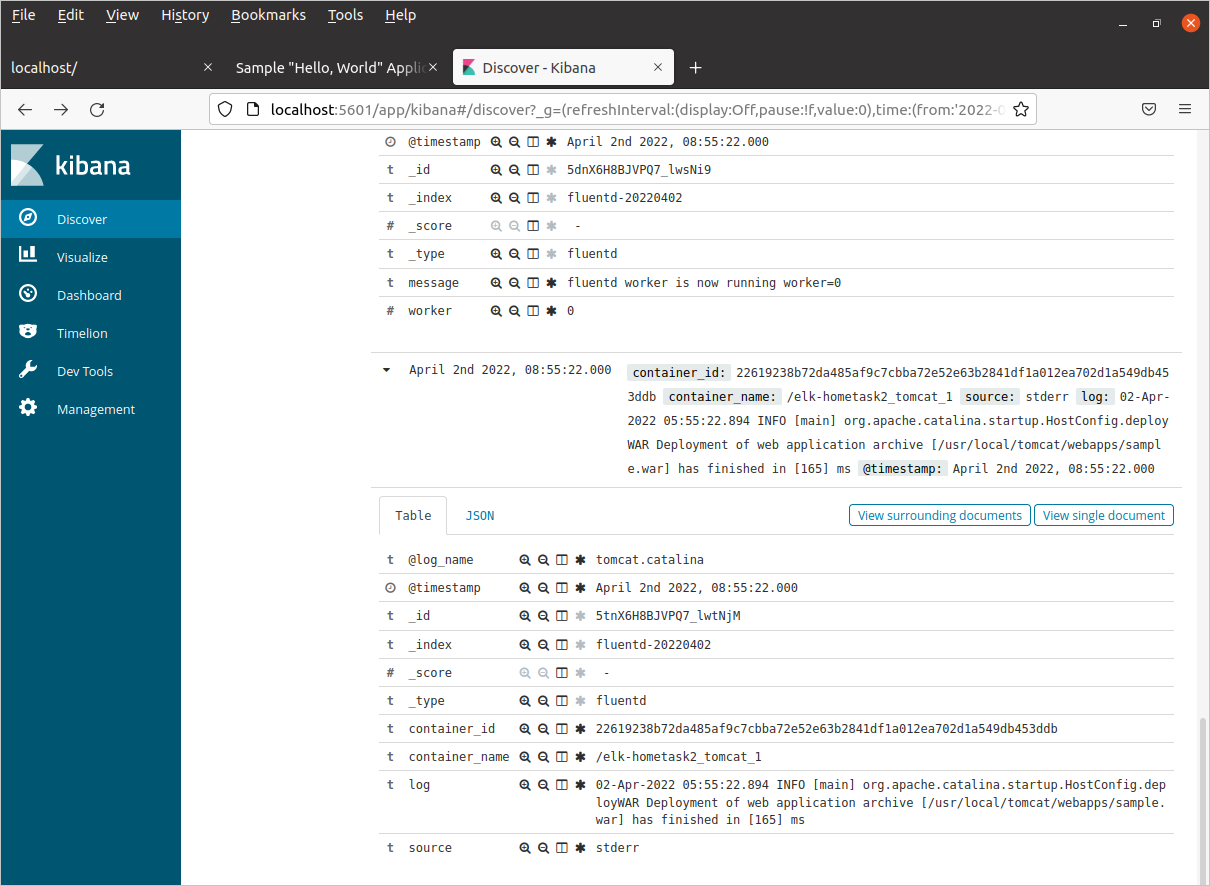 File Edit View History Bookmarks Tools Help
localhost/ Sample "Hello, World" Appli Discover - Kibana
localhost:5601/app/kibana#/discover?_g=(refreshInterval:(display:Off,pause:!f,value:0),time:(from:'2022-0
kibana
Discover
Visualize
Dashboard
Timelion
Dev Tools
Management
@timestamp April 2nd 2022, 08:55:22.000
t _id 5dnX6H8BJVPQ7_lwsNi9
t _index fluentd-20220402
# _score -
t _type fluentd
t message fluentd worker is now running worker=0
# worker 0
April 2nd 2022, 08:55:22.000 container_id: 22619238b72da485af9c7cbba72e52e63b2841df1a012ea702d1a549db45
3ddb container_name: /elk-hometask2_tomcat_1 source: stderr log: 02-Apr-
2022 05:55:22.894 INFO [main] org.apache.catalina.startup.HostConfig.deploy
WAR Deployment of web application archive [/usr/local/tomcat/webapps/sampl
e.war] has finished in [165] ms @timestamp: April 2nd 2022, 08:55:22.000
Table JSON View surrounding documents View single document
t @log_name tomcat.catalina
@timestamp April 2nd 2022, 08:55:22.000
t _id 5tnX6H8BJVPQ7_lwtNjM
t _index fluentd-20220402
# _score -
t _type fluentd
t container_id 22619238b72da485af9c7cbba72e52e63b2841df1a012ea702d1a549db453ddb
t container_name /elk-hometask2_tomcat_1
t log 02-Apr-2022 05:55:22.894 INFO [main] org.apache.catalina.startup.HostConfig.dep
loyWAR Deployment of web application archive [/usr/local/tomcat/webapps/sample.
war] has finished in [165] ms
t source stderr